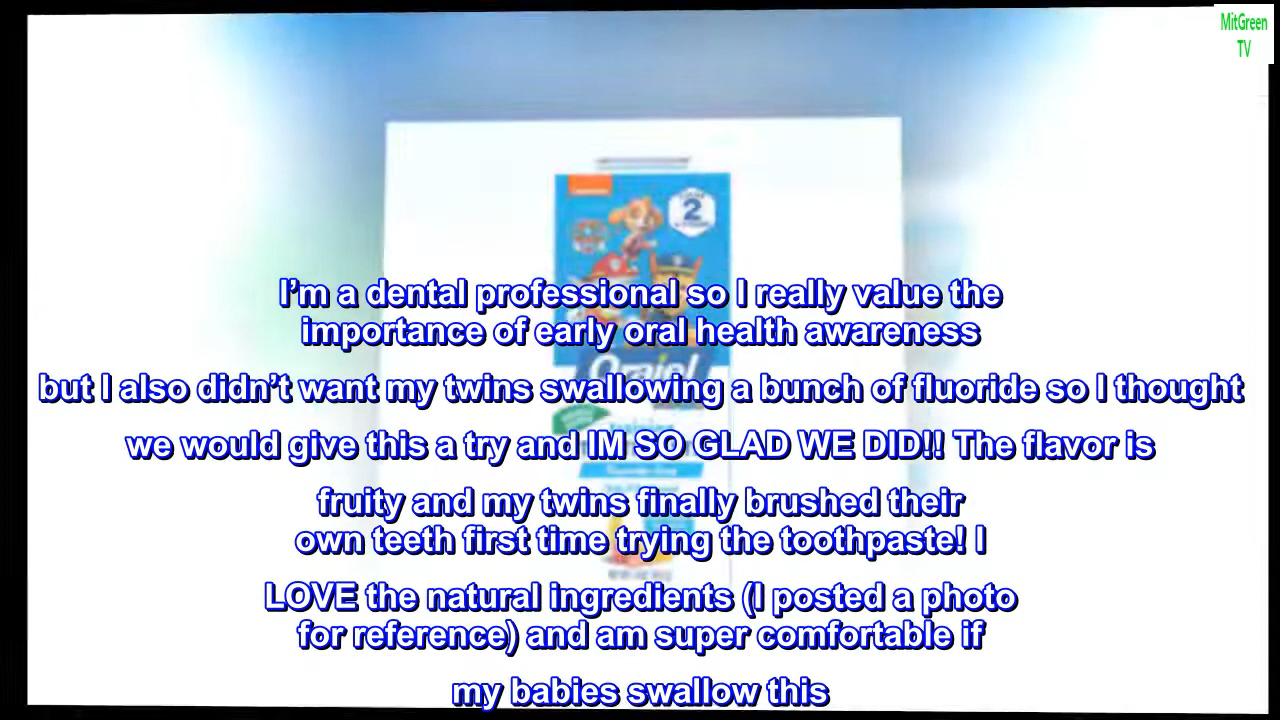 MitGreen
TV
2
I’m a dental professional so I really value the
importance of early oral health awareness
Orajel
but I also didn’t want my twins swallowing a bunch of fluoride so I thought
we would give this a try and IM SO GLAD WE DID!! The flavor is
fruity and my twins finally brushed their
own teeth first time trying the toothpaste! I
LOVE the natural ingredients (I posted a photo
for reference) and am super comfortable if
my babies swallow this